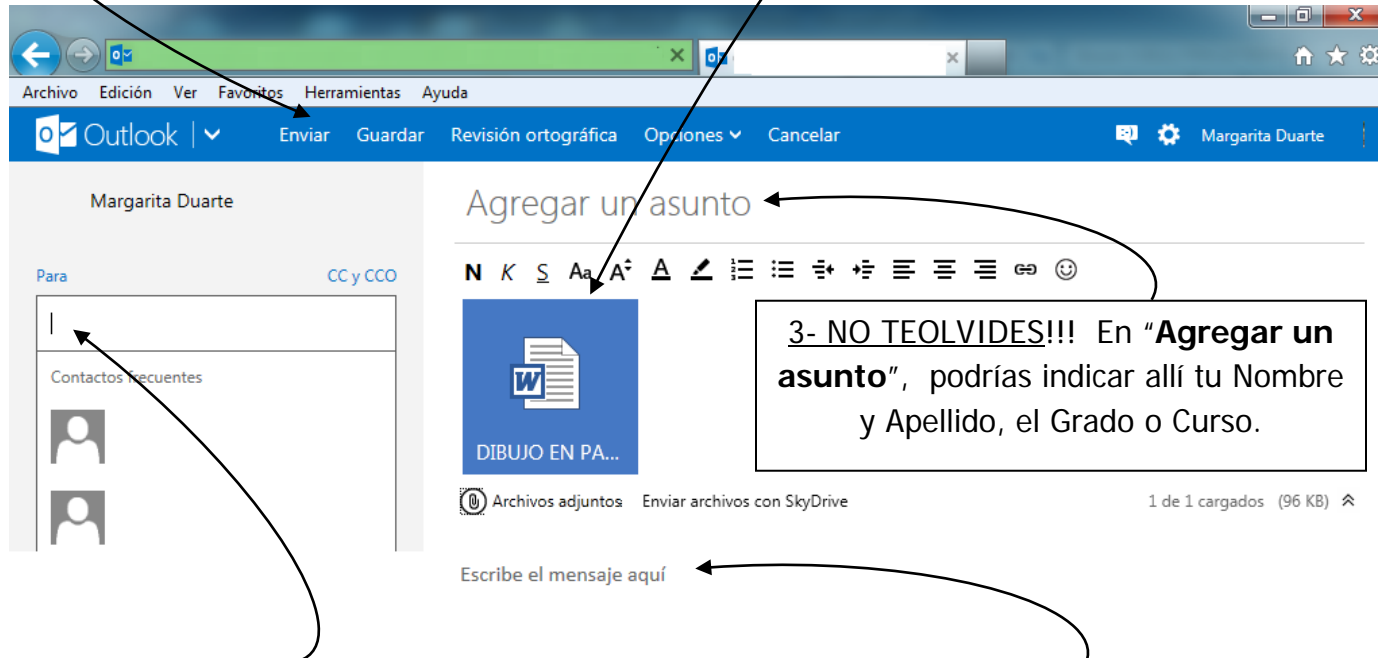 Archivo Edición Ver Favoritos Herramientas Ayuda
Outlook Enviar Guardar Revisión ortográfica Opciones Cancelar Margarita Duarte
Margarita Duarte
Agregar un asunto
Para CC y CCO
N K S Aa A A
Contactos frecuentes
W
DIBUJO EN PA...
3- NO TEOLVIDES!!! En “Agregar un
asunto”, podrías indicar allí tu Nombre
y Apellido, el Grado o Curso.
Archivos adjuntos Enviar archivos con SkyDrive 1 de 1 cargados (96 KB)
Escribe el mensaje aquí